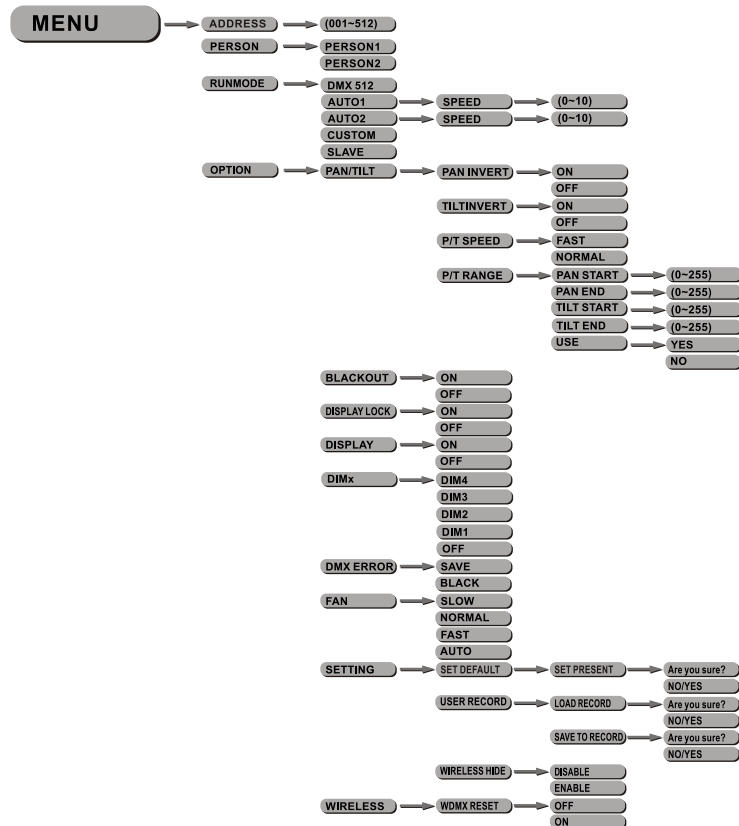 MENU ADDRESS (001~512)
PERSON PERSON1
PERSON2
RUNMODE DMX 512
AUTO1 SPEED (0~10)
AUTO2 SPEED (0~10)
CUSTOM
SLAVE
OPTION PAN/TILT PAN INVERT ON
OFF
TILTINVERT ON
OFF
P/T SPEED FAST
NORMAL
P/T RANGE PAN START (0~255)
PAN END (0~255)
TILT START (0~255)
TILT END (0~255)
USE YES
NO
BLACKOUT ON
OFF
DISPLAY LOCK ON
OFF
DISPLAY ON
OFF
DIMx DIM4
DIM3
DIM2
DIM1
OFF
DMX ERROR SAVE
BLACK
FAN SLOW
NORMAL
FAST
AUTO
SETTING SET DEFAULT SET PRESENT Are you sure?
NO/YES
USER RECORD LOAD RECORD Are you sure?
NO/YES
SAVE TO RECORD Are you sure?
NO/YES
WIRELESS HIDE DISABLE
ENABLE
WIRELESS WDMX RESET OFF
ON